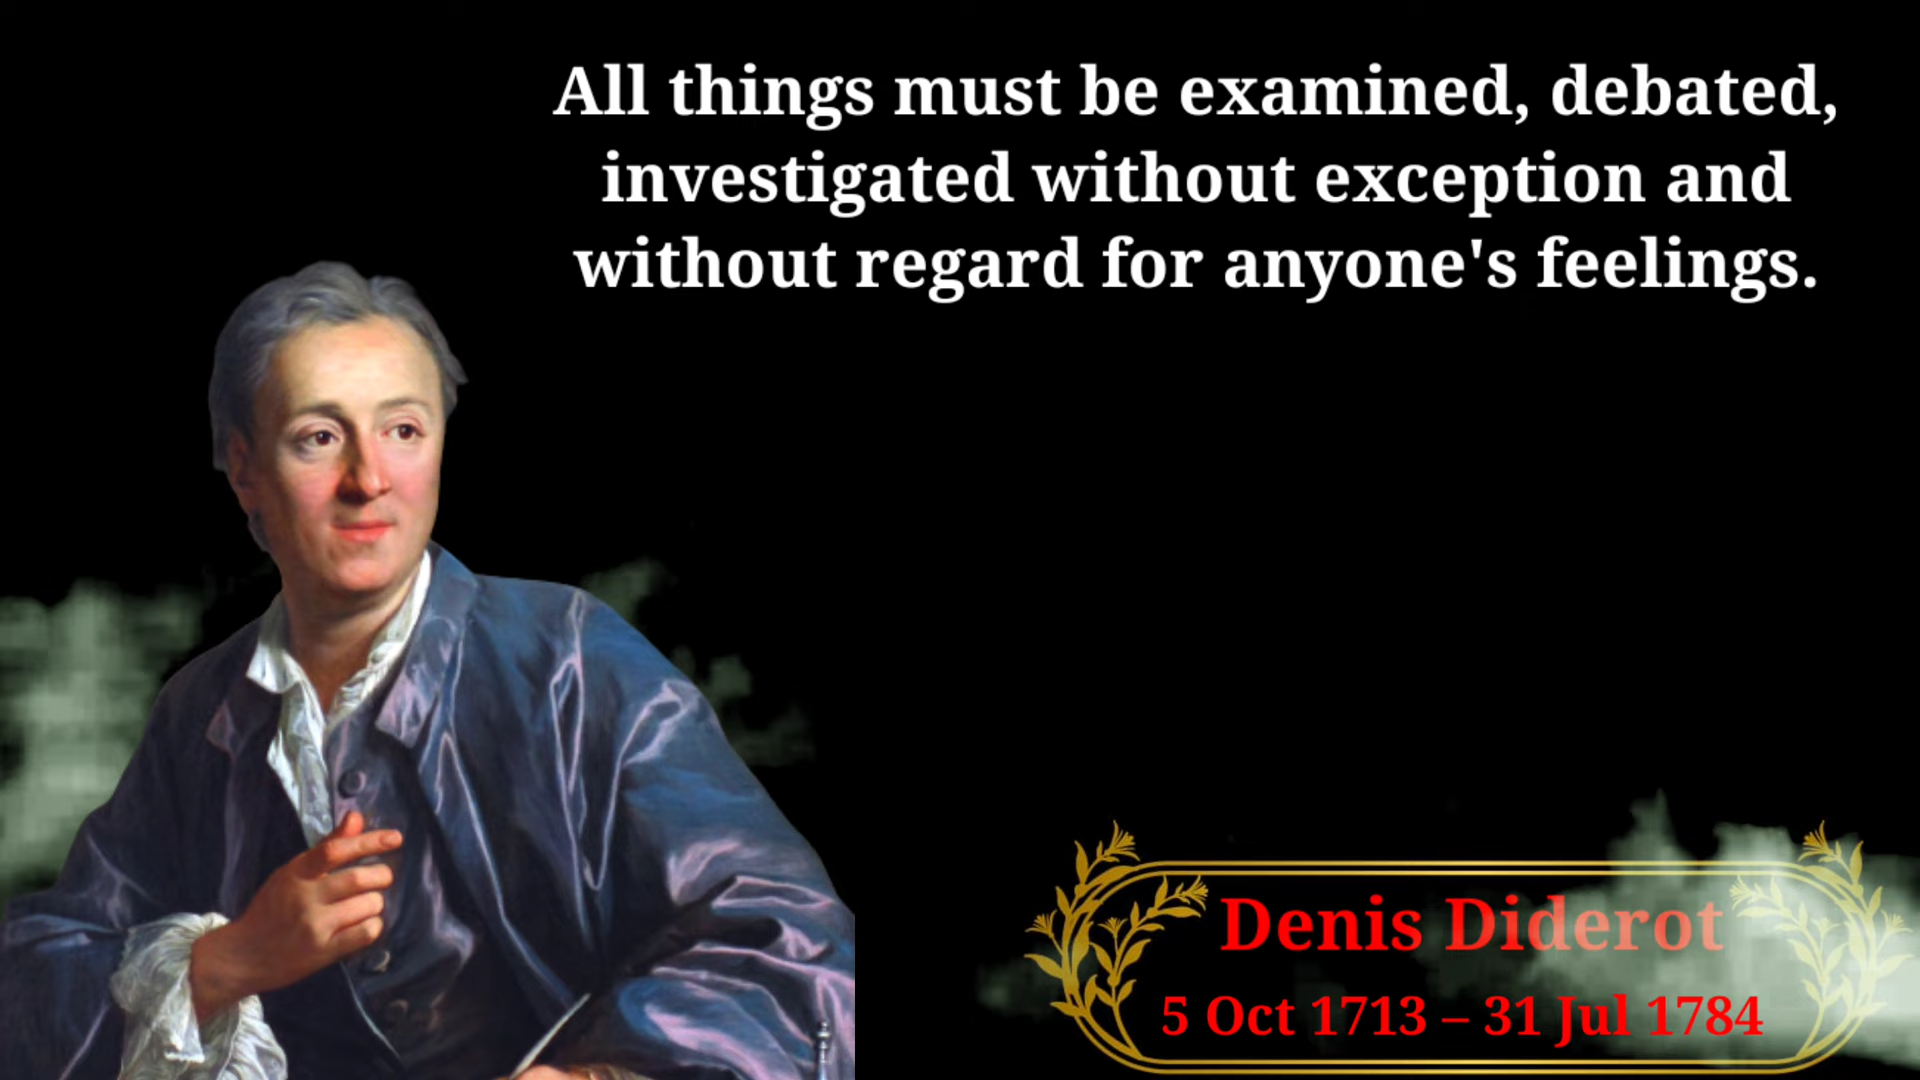 All things must be examined, debated,
investigated without exception and
without regard for anyone's feelings.
Denis Diderot
5 Oct 1713 – 31 Jul 1784